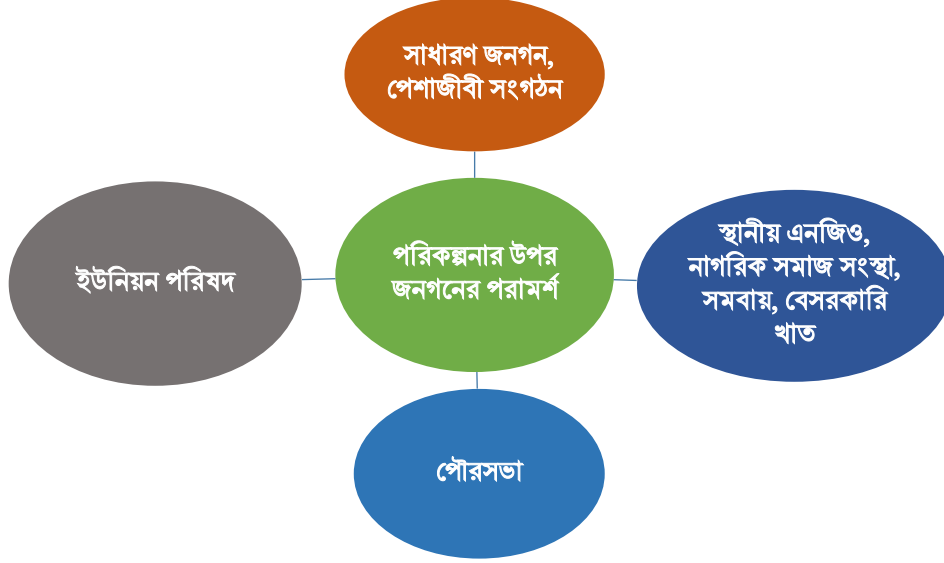 সাধারণ জনগন,
পেশাজীবী সংগঠন
ইউনিয়ন পরিষদ
পরিকল্পনার উপর
জনগনের পরামর্শ
স্থানীয় এনজিও,
নাগরিক সমাজ সংস্থা,
সমবায়, বেসরকারি
খাত
পৌরসভা